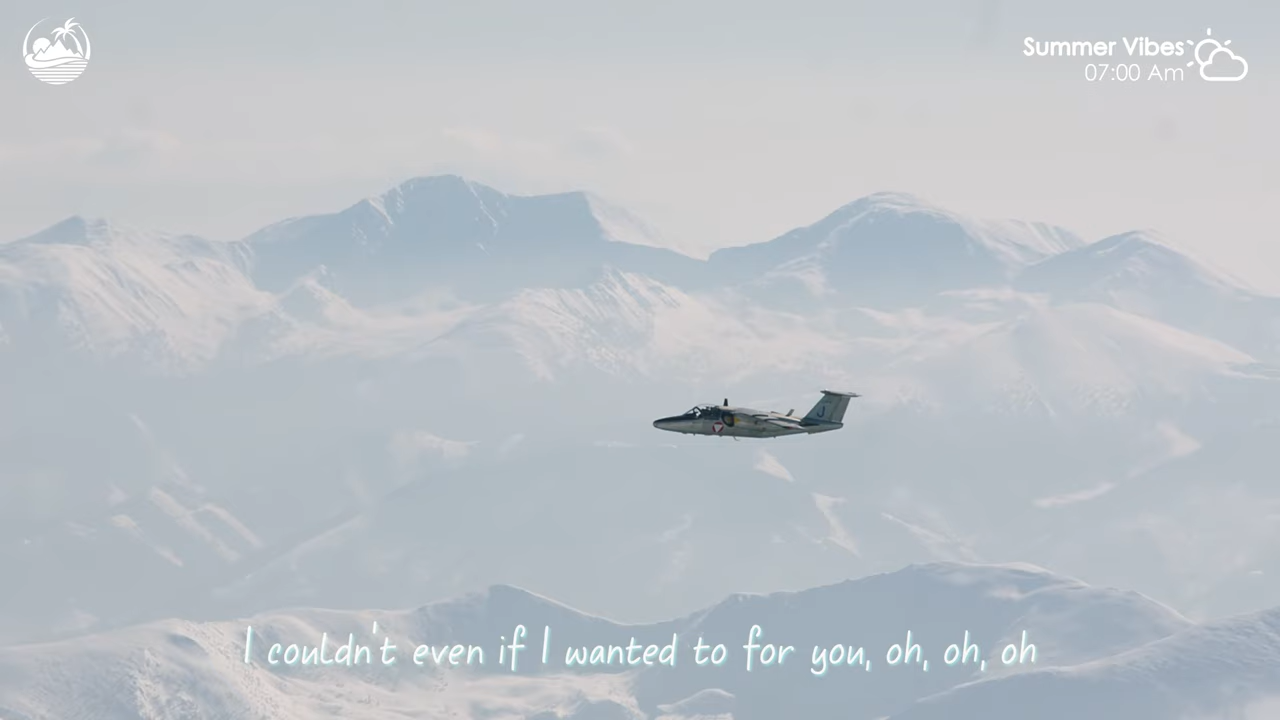 Summer Vibes
07:00 Am
J
I couldn't even if I wanted to for you, oh, oh, oh